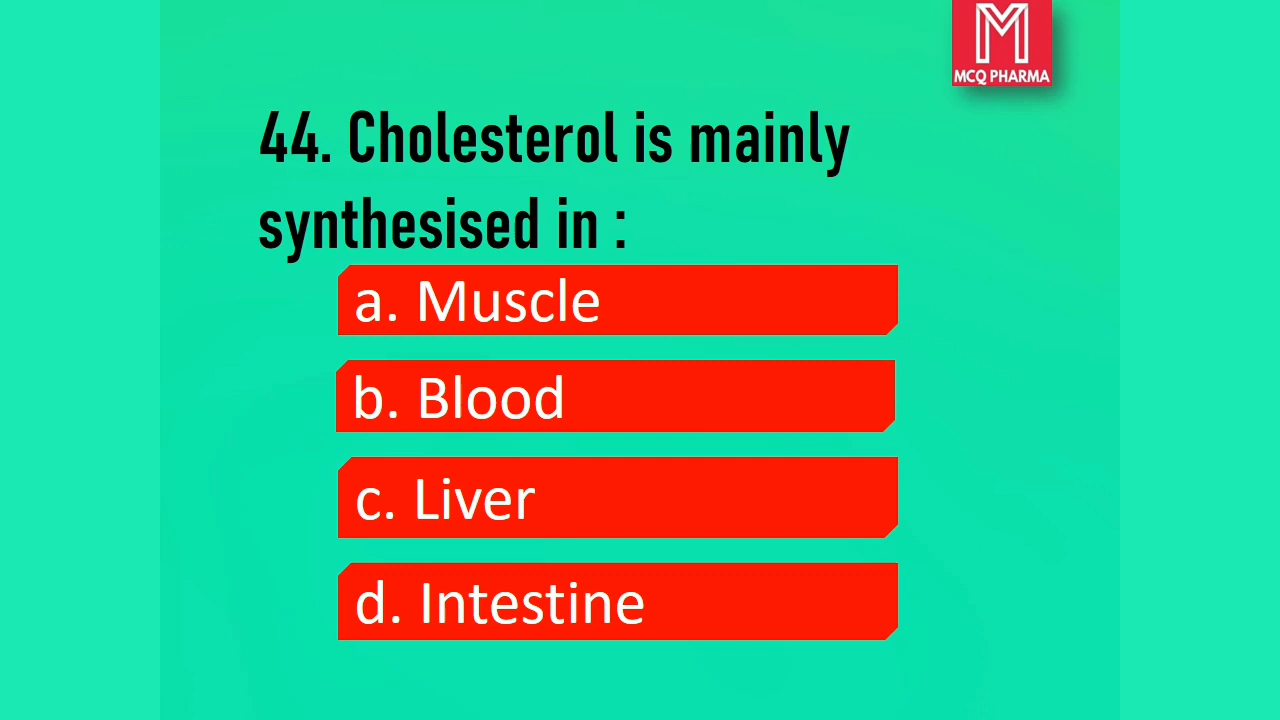 M
MCQ PHARMA
44. Cholesterol is mainly
synthesised in :
a. Muscle
b. Blood
c. Liver
d. Intestine